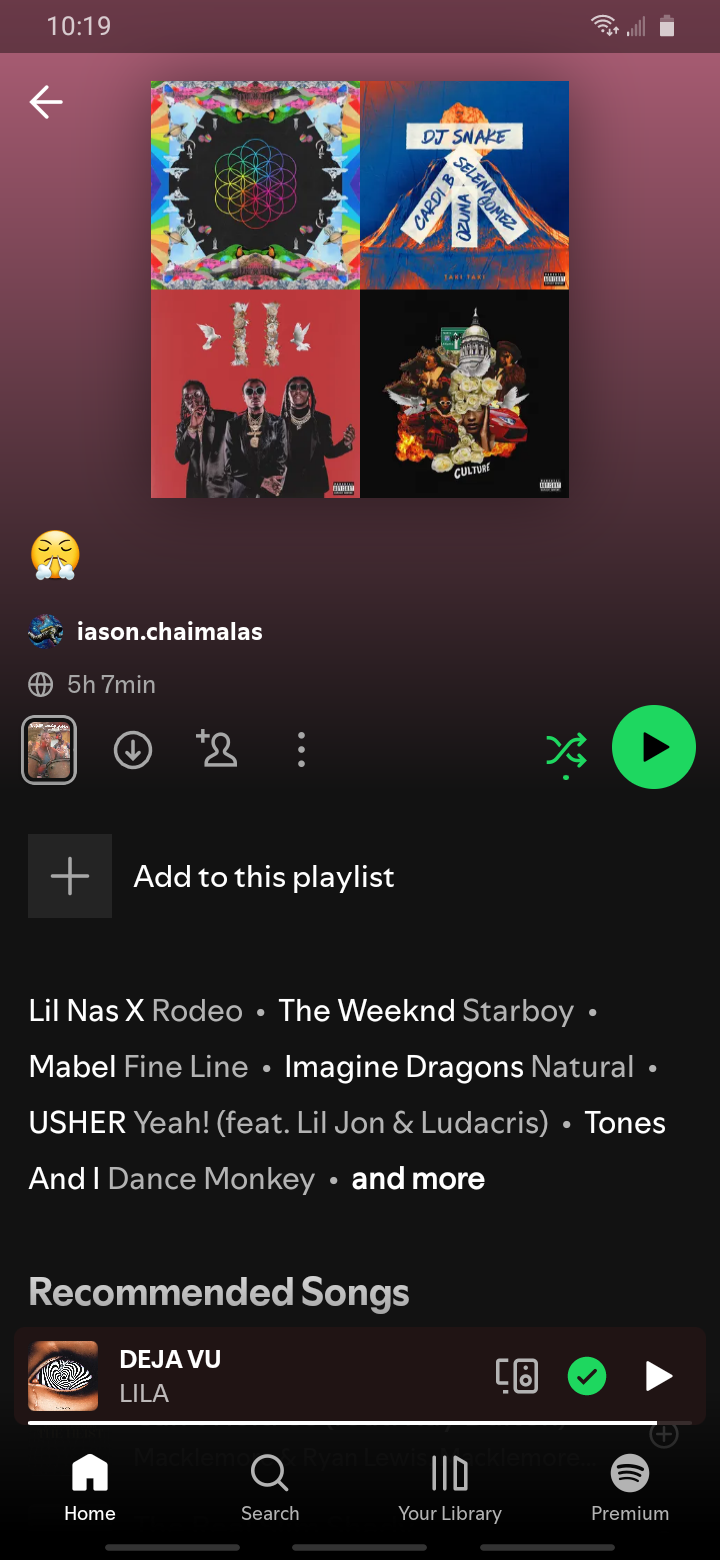 10:19
DJ SNAKE
SELENA GOMEZ
CARDI B
OZUNA
TAKI TAKI
CULTURE
😤
iason.chaimalas
5h 7min
Add to this playlist
Lil Nas X Rodeo • The Weeknd Starboy •
Mabel Fine Line • Imagine Dragons Natural •
USHER Yeah! (feat. Lil Jon & Ludacris) • Tones
And I Dance Monkey • and more
Recommended Songs
DEJA VU
LILA
Macklemore & Ryan Lewis, Macklemore...
Home Search Your Library Premium